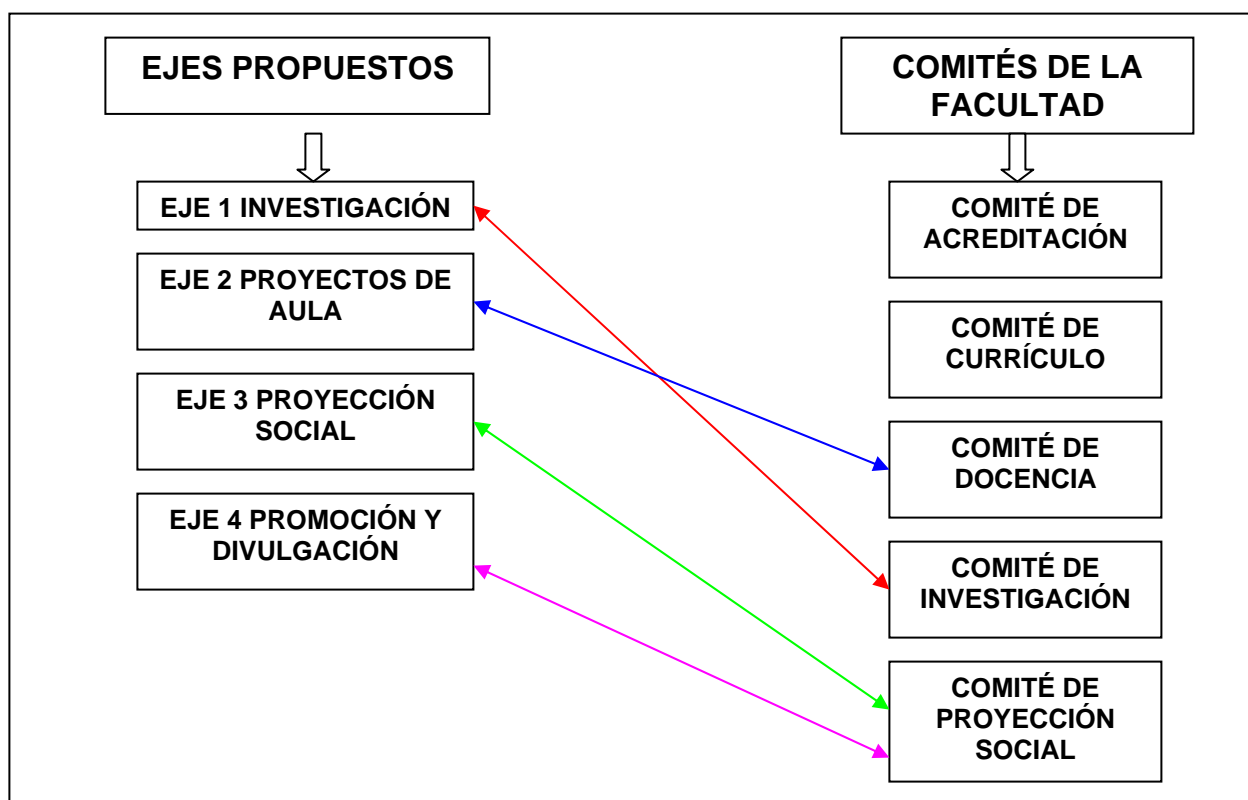 EJES PROPUESTOS
EJE 1 INVESTIGACIÓN
EJE 2 PROYECTOS DE
AULA
EJE 3 PROYECCIÓN
SOCIAL
EJE 4 PROMOCIÓN Y
DIVULGACIÓN
COMITÉS DE LA
FACULTAD
COMITÉ DE
ACREDITACIÓN
COMITÉ DE
CURRÍCULO
COMITÉ DE
DOCENCIA
COMITÉ DE
INVESTIGACIÓN
COMITÉ DE
PROYECCIÓN
SOCIAL